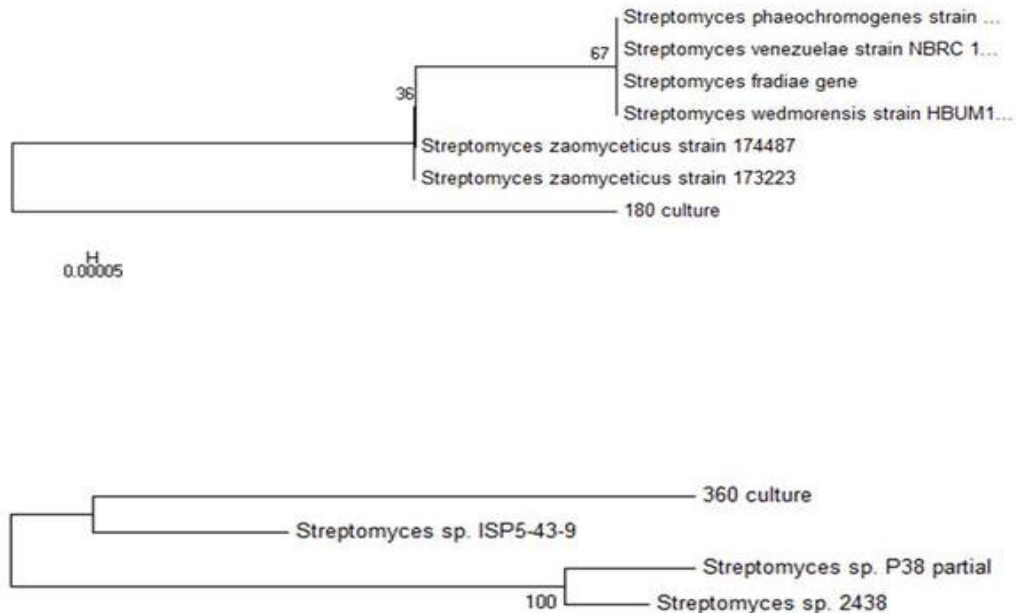 Streptomyces phaeochromogenes strain ...
67
Streptomyces venezuelae strain NBRC 1...
Streptomyces fradiae gene
36
Streptomyces wedmorensis strain HBUM1...
Streptomyces zaomyceticus strain 174487
Streptomyces zaomyceticus strain 173223
180 culture
H
0.00005
360 culture
Streptomyces sp. ISP5-43-9
Streptomyces sp. P38 partial
100
Streptomyces sp. 2438